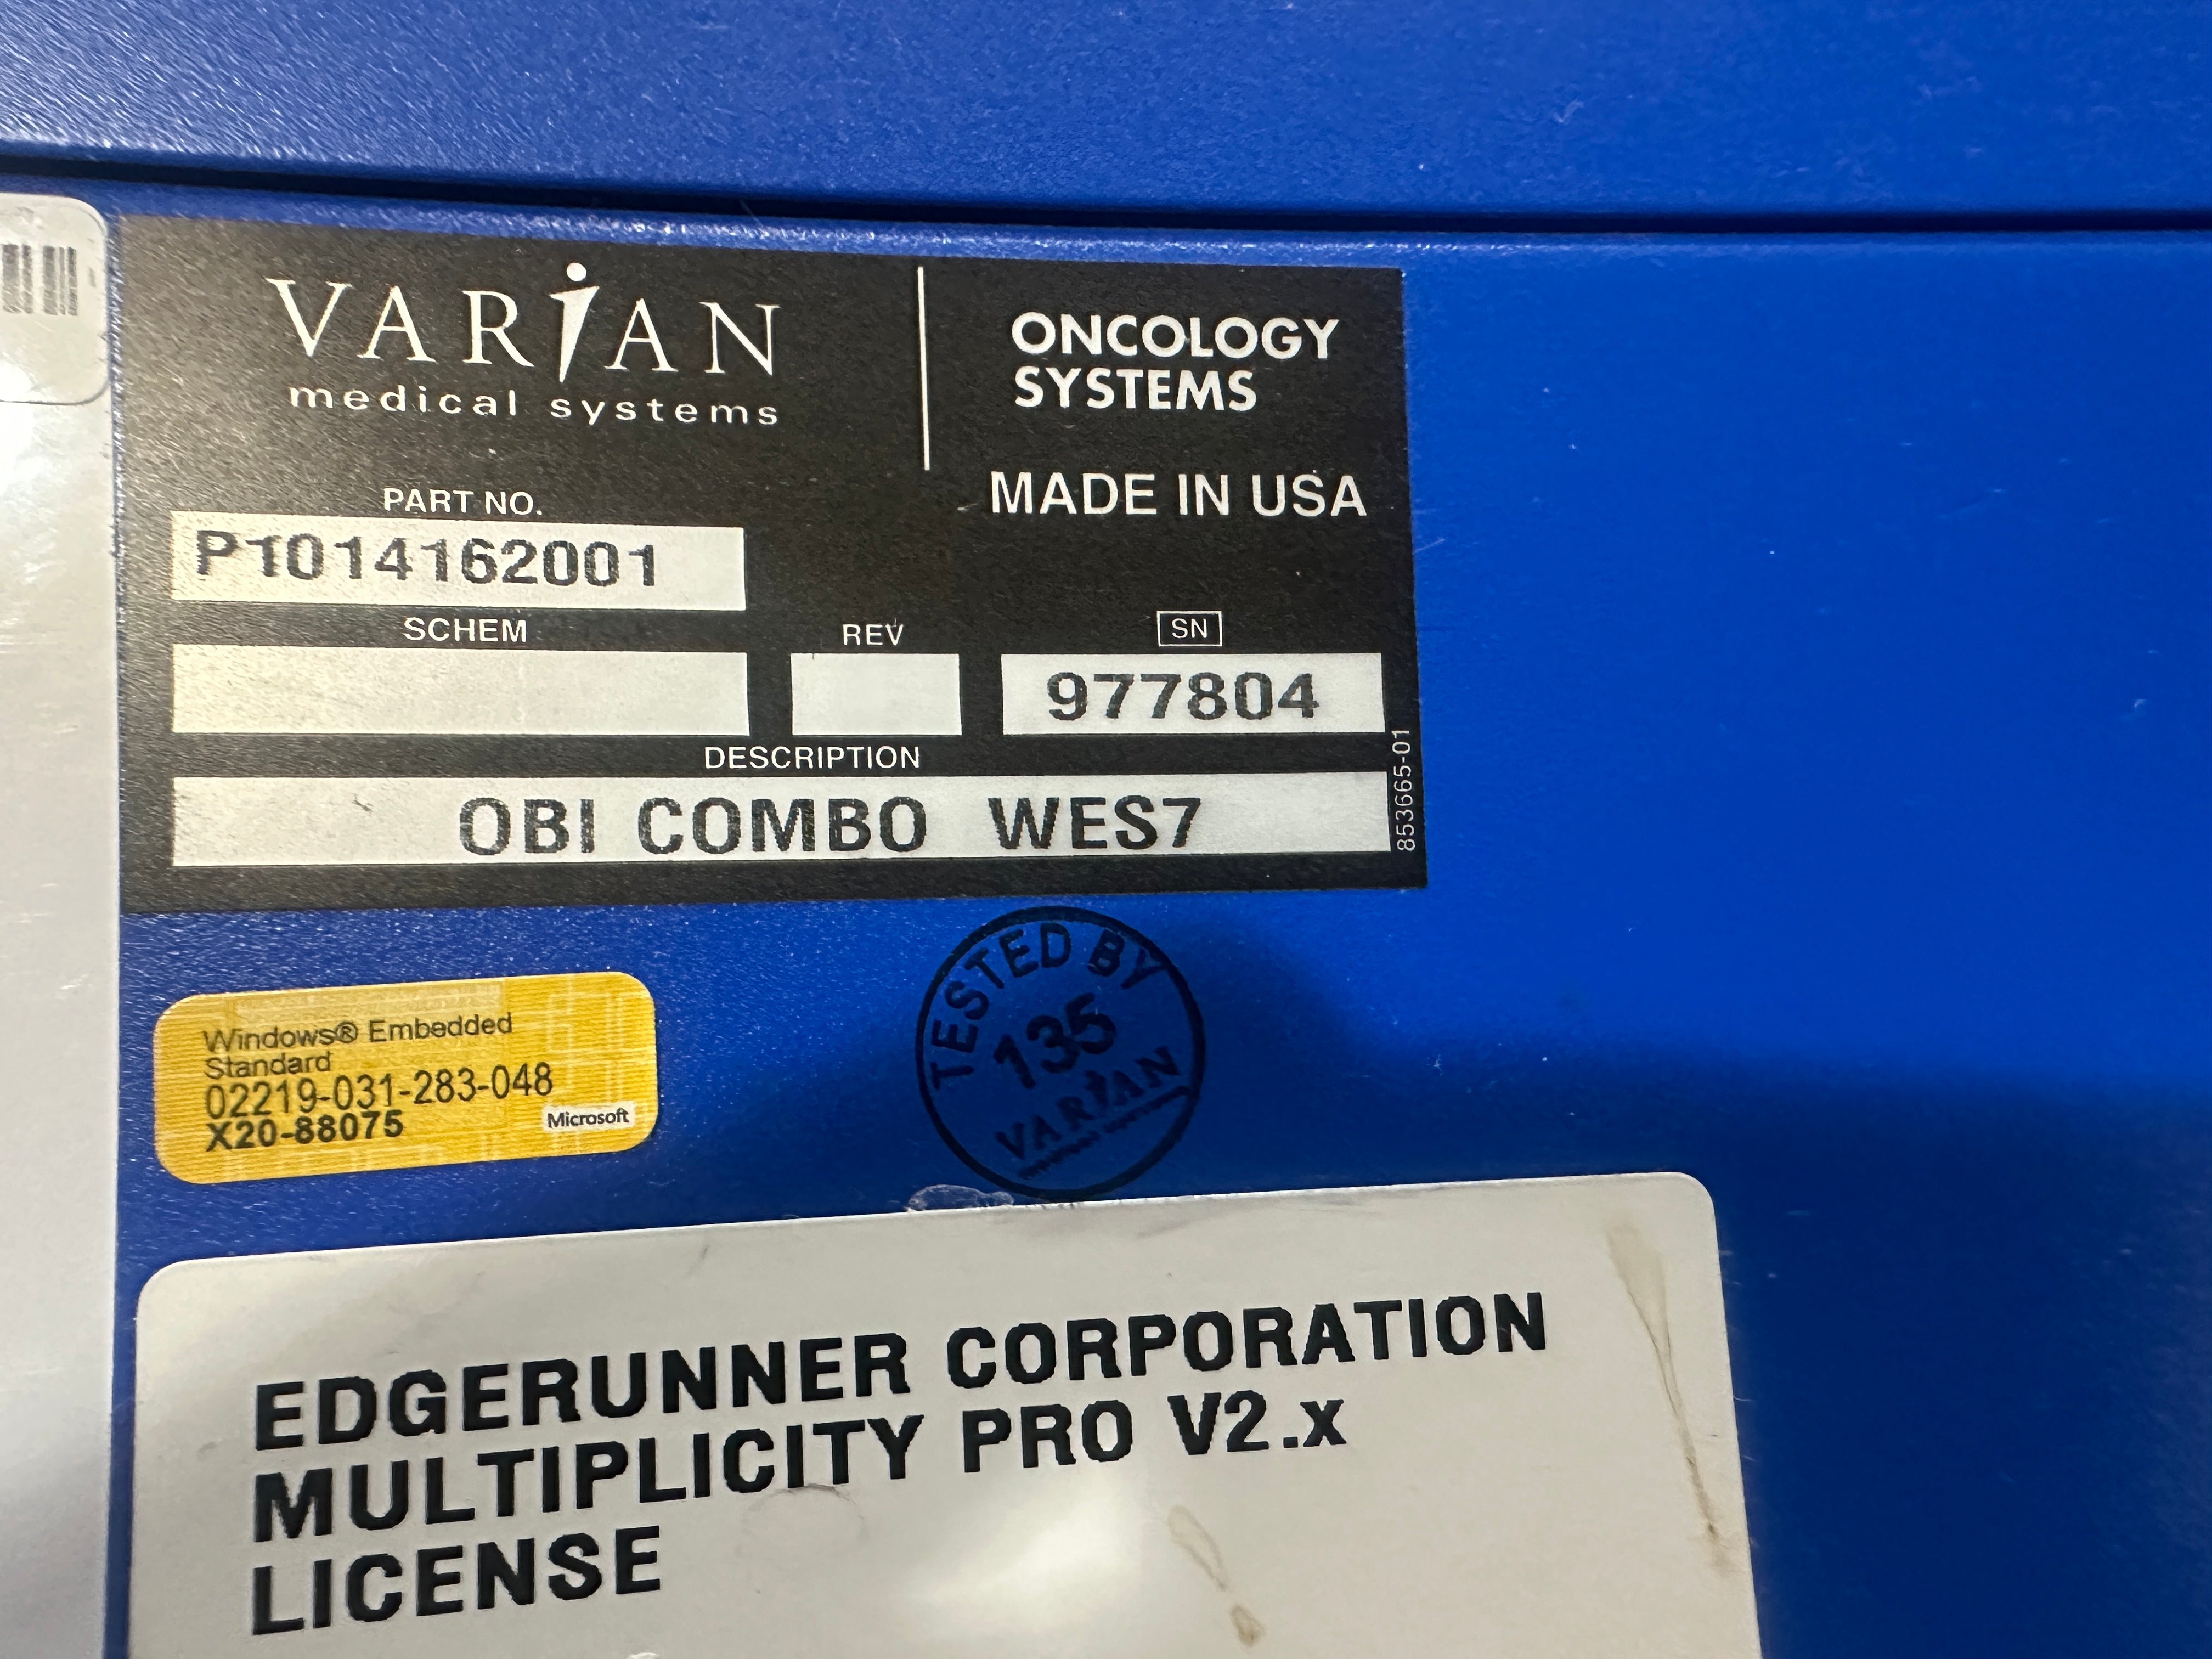 VARIAN
medical systems
ONCOLOGY
SYSTEMS
MADE IN USA
PART NO.
P1014162001
SCHEM
REV
SN
977804
DESCRIPTION
OBI COMBO WES7
853665-01
TESTED BY
135
VARIAN
Windows® Embedded
Standard
02219-031-283-048
X20-88075
Microsoft
EDGERUNNER CORPORATION
MULTIPLICITY PRO V2.x
LICENSE